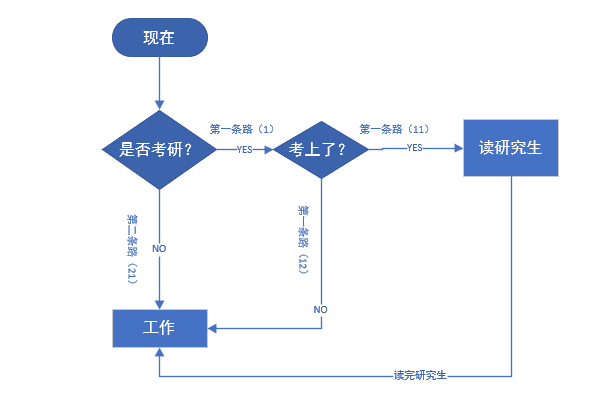 现在
第一条路（1）
第一条路（11）
是否考研？
YES
考上了？
YES
读研究生
第二条路（21）
NO
第一条路（12）
NO
工作
读完研究生